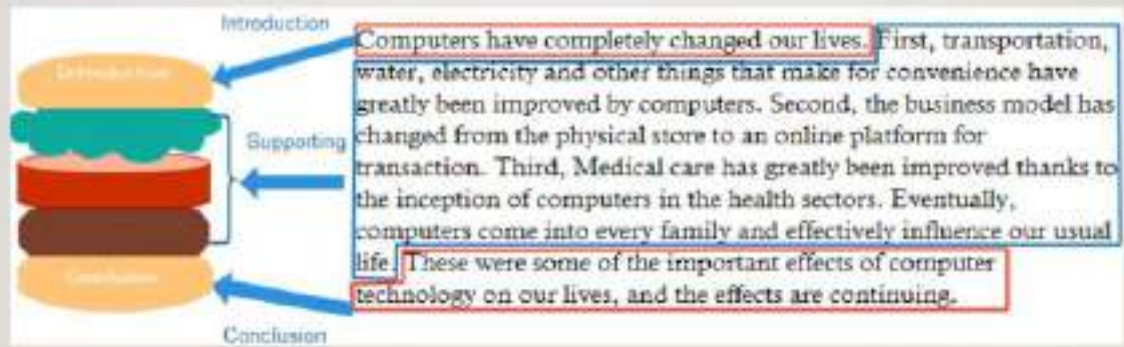 Introduction
Introduction
Supporting
Conclusion
Conclusion
Computers have completely changed our lives. First, transportation,
water, electricity and other things that make for convenience have
greatly been improved by computers. Second, the business model has
changed from the physical store to an online platform for
transaction. Third, Medical care has greatly been improved thanks to
the inception of computers in the health sectors. Eventually,
computers come into every family and effectively influence our usual
life. These were some of the important effects of computer
technology on our lives, and the effects are continuing.